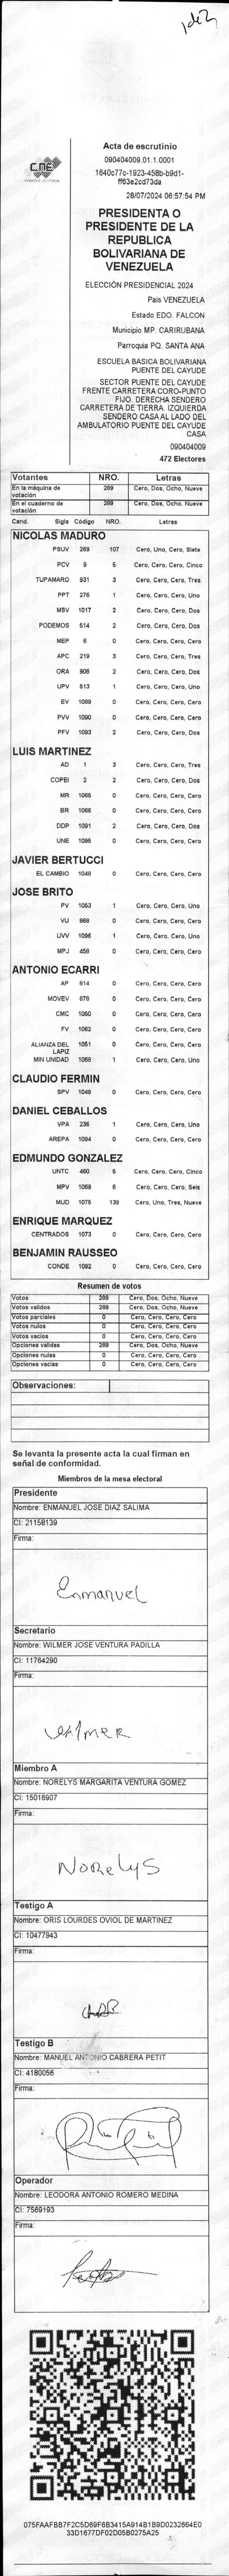 1 de 2
CNE
Acta de escrutinio
090404009.01.1.0001
1640c77c-1923-458b-b9d1-
ff63e2cd73da
28/07/2024 06:57:54 PM
PRESIDENTA O
PRESIDENTE DE LA
REPUBLICA
BOLIVARIANA DE
VENEZUELA
ELECCIÓN PRESIDENCIAL 2024
Pais VENEZUELA
Estado EDO. FALCON
Municipio MP. CARIRUBANA
Parroquia PQ. SANTA ANA
ESCUELA BASICA BOLIVARIANA
PUENTE DEL CAYUDE
SECTOR PUENTE DEL CAYUDE
FRENTE CARRETERA CORO-PUNTO
FIJO. DERECHA SENDERO
CARRETERA DE TIERRA. IZQUIERDA
SENDERO CASA AL LADO DEL
AMBULATORIO PUENTE DEL CAYUDE
CASA
090404009
472 Electores
Votantes NRO. Letras
En la máquina de votación 289 Cero, Dos, Ocho, Nueve
En el cuaderno de votación 289 Cero, Dos, Ocho, Nueve
Cand. Sigla Código NRO. Letras
NICOLAS MADURO
PSUV 269 107 Cero, Uno, Cero, Siete
PCV 9 5 Cero, Cero, Cero, Cinco
TUPAMARO 931 3 Cero, Cero, Cero, Tres
PPT 276 1 Cero, Cero, Cero, Uno
MSV 1017 2 Cero, Cero, Cero, Dos
PODEMOS 514 2 Cero, Cero, Cero, Dos
MEP 6 0 Cero, Cero, Cero, Cero
APC 219 3 Cero, Cero, Cero, Tres
ORA 906 2 Cero, Cero, Cero, Dos
UPV 513 1 Cero, Cero, Cero, Uno
EV 1089 0 Cero, Cero, Cero, Cero
PVV 1090 0 Cero, Cero, Cero, Cero
PFV 1093 2 Cero, Cero, Cero, Dos
LUIS MARTINEZ
AD 1 3 Cero, Cero, Cero, Tres
COPEI 2 2 Cero, Cero, Cero, Dos
MR 1065 0 Cero, Cero, Cero, Cero
BR 1066 0 Cero, Cero, Cero, Cero
DDP 1091 2 Cero, Cero, Cero, Dos
UNE 1095 0 Cero, Cero, Cero, Cero
JAVIER BERTUCCI
EL CAMBIO 1048 0 Cero, Cero, Cero, Cero
JOSE BRITO
PV 1053 1 Cero, Cero, Cero, Uno
VU 868 0 Cero, Cero, Cero, Cero
UVV 1096 1 Cero, Cero, Cero, Uno
MPJ 458 0 Cero, Cero, Cero, Cero
ANTONIO ECARRI
AP 814 0 Cero, Cero, Cero, Cero
MOVEV 878 0 Cero, Cero, Cero, Cero
CMC 1050 0 Cero, Cero, Cero, Cero
FV 1062 0 Cero, Cero, Cero, Cero
ALIANZA DEL LAPIZ 1051 0 Cero, Cero, Cero, Cero
MIN UNIDAD 1068 1 Cero, Cero, Cero, Uno
CLAUDIO FERMIN
SPV 1049 0 Cero, Cero, Cero, Cero
DANIEL CEBALLOS
VPA 236 1 Cero, Cero, Cero, Uno
AREPA 1094 0 Cero, Cero, Cero, Cero
EDMUNDO GONZALEZ
UNTC 460 5 Cero, Cero, Cero, Cinco
MPV 1069 6 Cero, Cero, Cero, Seis
MUD 1075 139 Cero, Uno, Tres, Nueve
ENRIQUE MARQUEZ
CENTRADOS 1073 0 Cero, Cero, Cero, Cero
BENJAMIN RAUSSEO
CONDE 1092 0 Cero, Cero, Cero, Cero
Resumen de votos
Votos 289 Cero, Dos, Ocho, Nueve
Votos validos 289 Cero, Dos, Ocho, Nueve
Votos parciales 0 Cero, Cero, Cero, Cero
Votos nulos 0 Cero, Cero, Cero, Cero
Votos vacios 0 Cero, Cero, Cero, Cero
Opciones validas 289 Cero, Dos, Ocho, Nueve
Opciones nulas 0 Cero, Cero, Cero, Cero
Opciones vacias 0 Cero, Cero, Cero, Cero
Observaciones:
Se levanta la presente acta la cual firman en
señal de conformidad.
Miembros de la mesa electoral
Presidente
Nombre: ENMANUEL JOSE DIAZ SALIMA
CI: 21158139
Firma:
Enmanuel
Secretario
Nombre: WILMER JOSE VENTURA PADILLA
CI: 11764290
Firma:
Wilmer
Miembro A
Nombre: NORELYS MARGARITA VENTURA GOMEZ
CI: 15016907
Firma:
Norelys
Testigo A
Nombre: ORIS LOURDES OVIOL DE MARTINEZ
CI: 10477943
Firma:
Testigo B
Nombre: MANUEL ANTONIO CABRERA PETIT
CI: 4180056
Firma:
Operador
Nombre: LEODORA ANTONIO ROMERO MEDINA
CI: 7569193
Firma:
075FAAFBB7F2C5D69F6B3415A914B1B9D0232664E0
33D1677DF02D05B0275A25